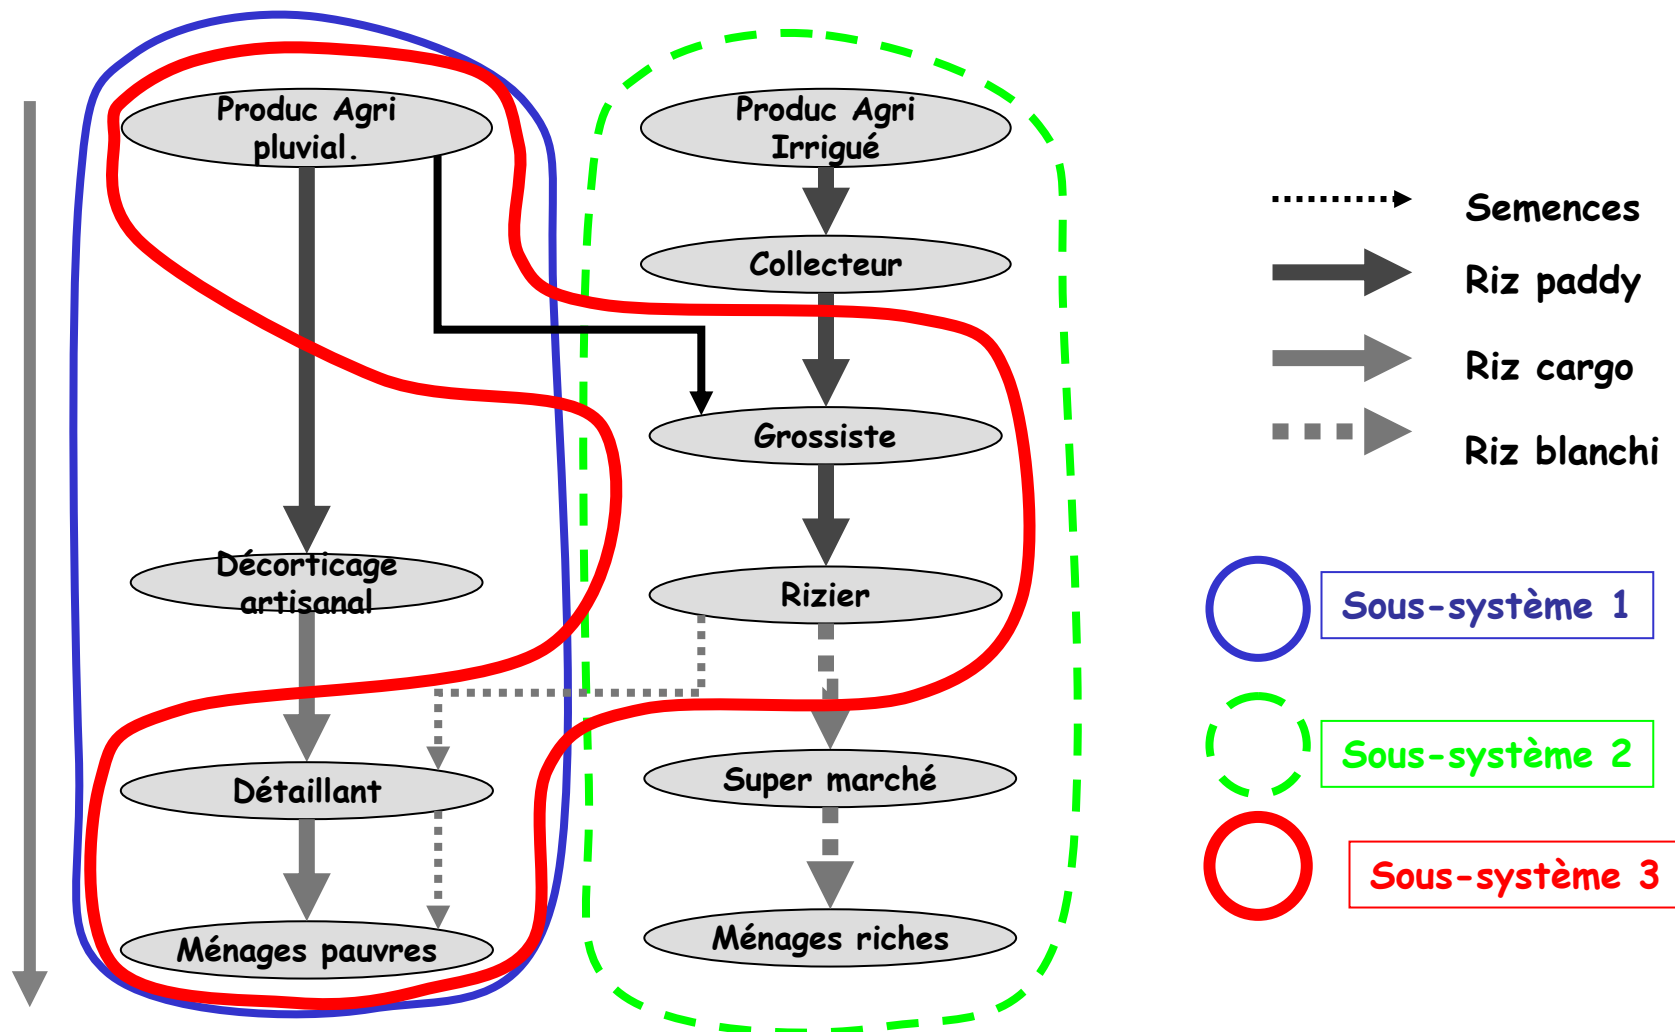 Produc Agri
pluvial.
Produc Agri
Irrigué
Collecteur
Grossiste
Décorticage
artisanal
Rizier
Détaillant
Super marché
Ménages pauvres
Ménages riches
Semences
Riz paddy
Riz cargo
Riz blanchi
Sous-système 1
Sous-système 2
Sous-système 3